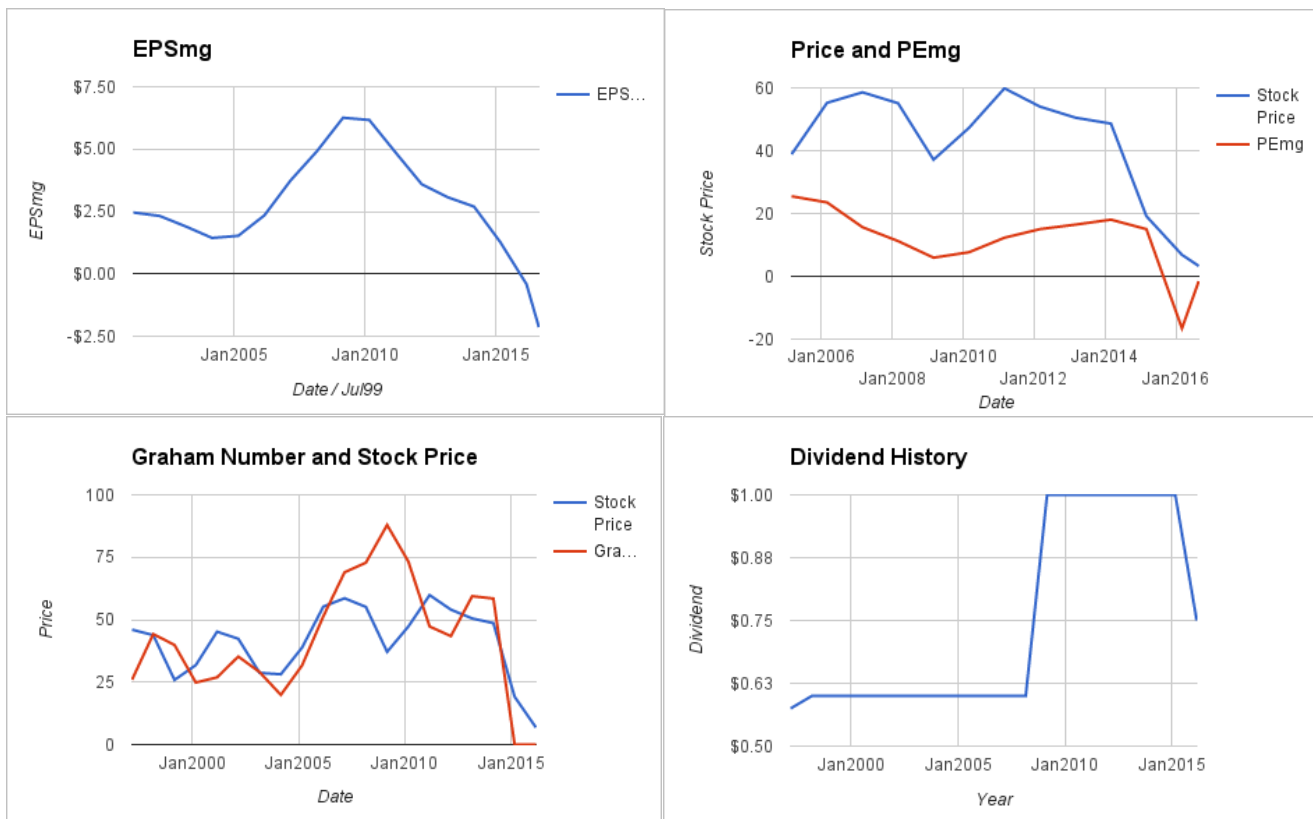 EPSmg
$7.50
$5.00
$2.50
$0.00
-$2.50
EPSmg
Jan2005
Jan2010
Jan2015
Date / Jul99
EPS...
Price and PEmg
60
40
20
0
-20
Stock Price
Jan2006
Jan2008
Jan2010
Jan2012
Jan2014
Jan2016
Date
Stock
Price
PEmg
Graham Number and Stock Price
100
75
50
25
0
Price
Jan2000
Jan2005
Jan2010
Jan2015
Date
Stock
Price
Gra...
Dividend History
$1.00
$0.88
$0.75
$0.63
$0.50
Dividend
Jan2000
Jan2005
Jan2010
Jan2015
Year